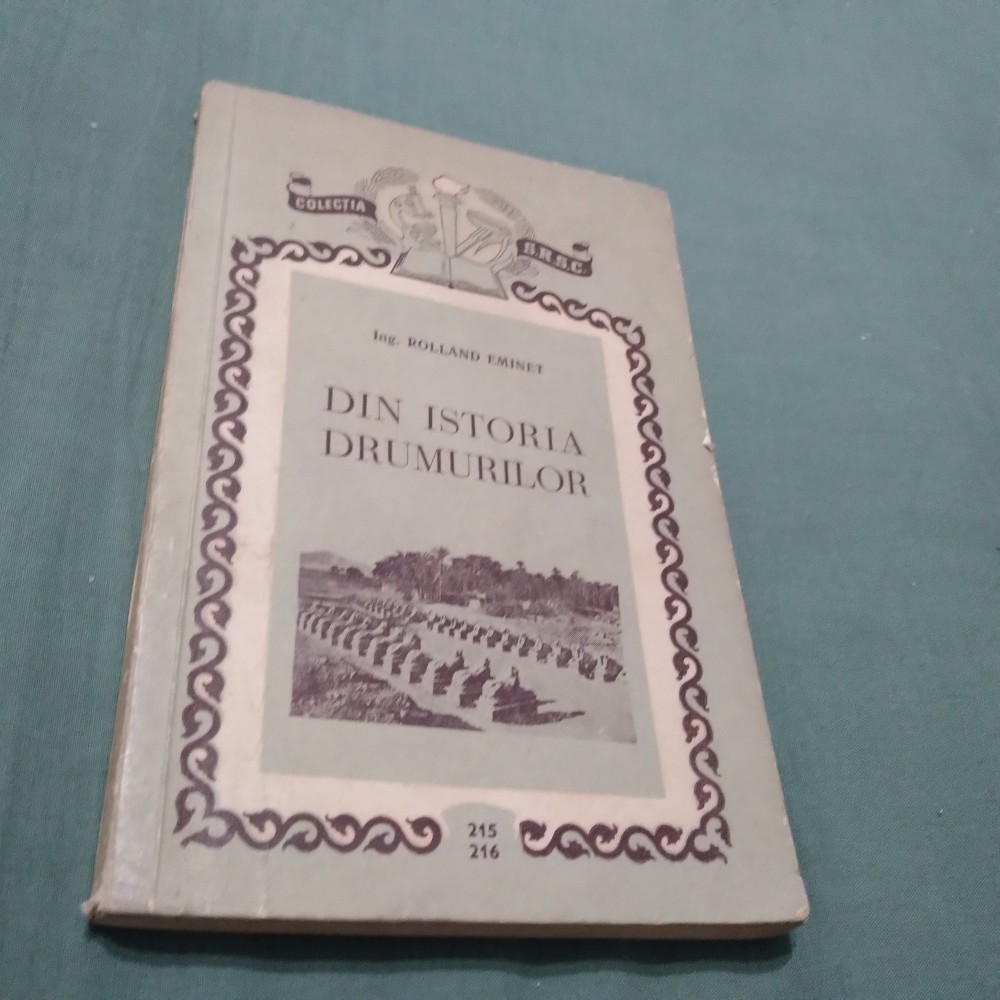 COLECȚIA
S.R.S.C.
Ing. ROLLAND EMINET
DIN ISTORIA
DRUMURILOR
215
216